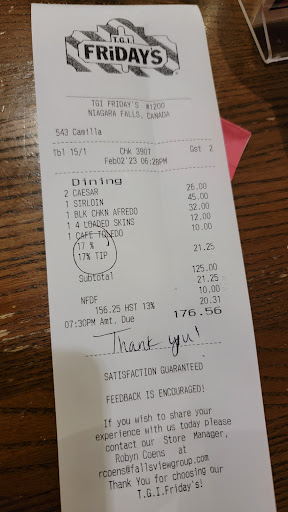 T.G.I.
FRiDAY'S
TGI FRIDAY'S #1200
NIAGARA FALLS, CANADA
543 Camilla
Tbl 15/1 Chk 3907 Gst 2
Feb02'23 06:28PM
Dining
2 CAESAR 26.00
1 SIRLOIN 45.00
1 BLK CHKN AFREDO 32.00
1 4 LOADED SKINS 12.00
1 CAFE TOLEDO 10.00
17 %
17% TIP 21.25
Subtotal 125.00
21.25
NFDF 10.00
156.25 HST 13% 20.31
07:30PM Amt. Due 176.56
Thank you!
SATISFACTION GUARANTEED
FEEDBACK IS ENCOURAGED!
If you wish to share your
experience with us today please
contact our Store Manager,
Robyn Coens at
rcoens@fallsviewgroup.com
Thank You for choosing our
T.G.I.Friday's!